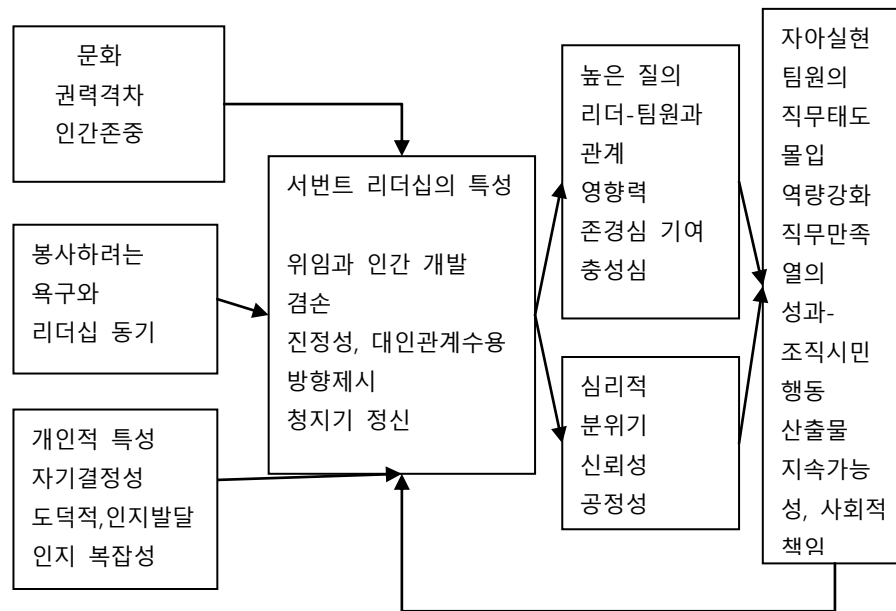 문화
권력격차
인간존중
봉사하려는
욕구와
리더십 동기
개인적 특성
자기결정성
도덕적,인지발달
인지 복잡성
서번트 리더십의 특성
위임과 인간 개발
겸손
진정성, 대인관계수용
방향제시
청지기 정신
높은 질의
리더-팀원과
관계
영향력
존경심 기여
충성심
심리적
분위기
신뢰성
공정성
자아실현
팀원의
직무태도
몰입
역량강화
직무만족
열의
성과-
조직시민
행동
산출물
지속가능
성, 사회적
책임